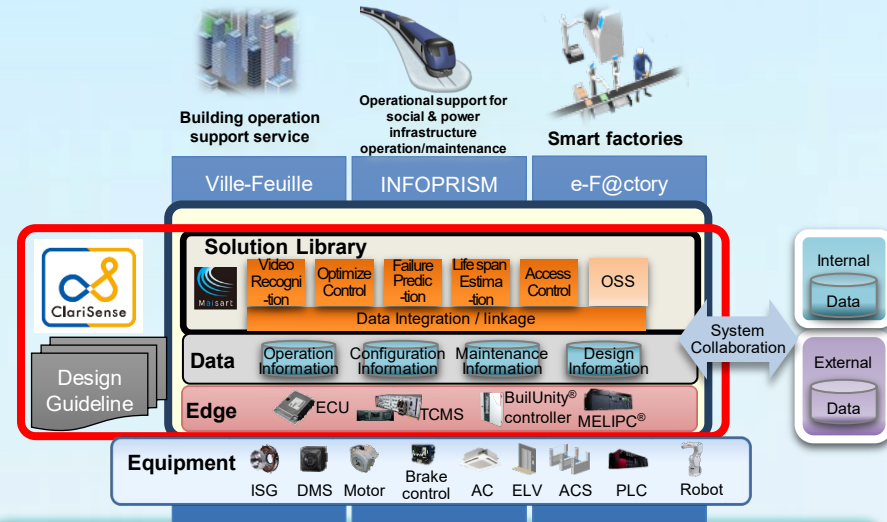 Building operation
support service
Operational support for
social & power
infrastructure
operation/maintenance
Smart factories
Ville-Feuille
INFOPRISM
e-F@ctory
ClariSense
Design
Guideline
Solution Library
Maisart
Video
Recogni
-tion
Optimize
Control
Failure
Predic
-tion
Life span
Estima
-tion
Access
Control
OSS
Data Integration / linkage
Data
Operation
Information
Configuration
Information
Maintenance
Information
Design
Information
Edge
ECU
TCMS
BuilUnity®
controller
MELIPC®
System
Collaboration
Internal
Data
External
Data
Equipment
ISG
DMS
Motor
Brake
control
AC
ELV
ACS
PLC
Robot